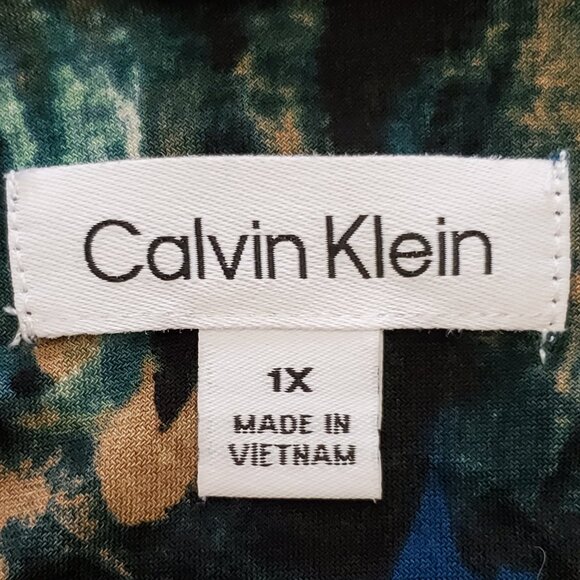 Calvin Klein
1X
MADE IN
VIETNAM